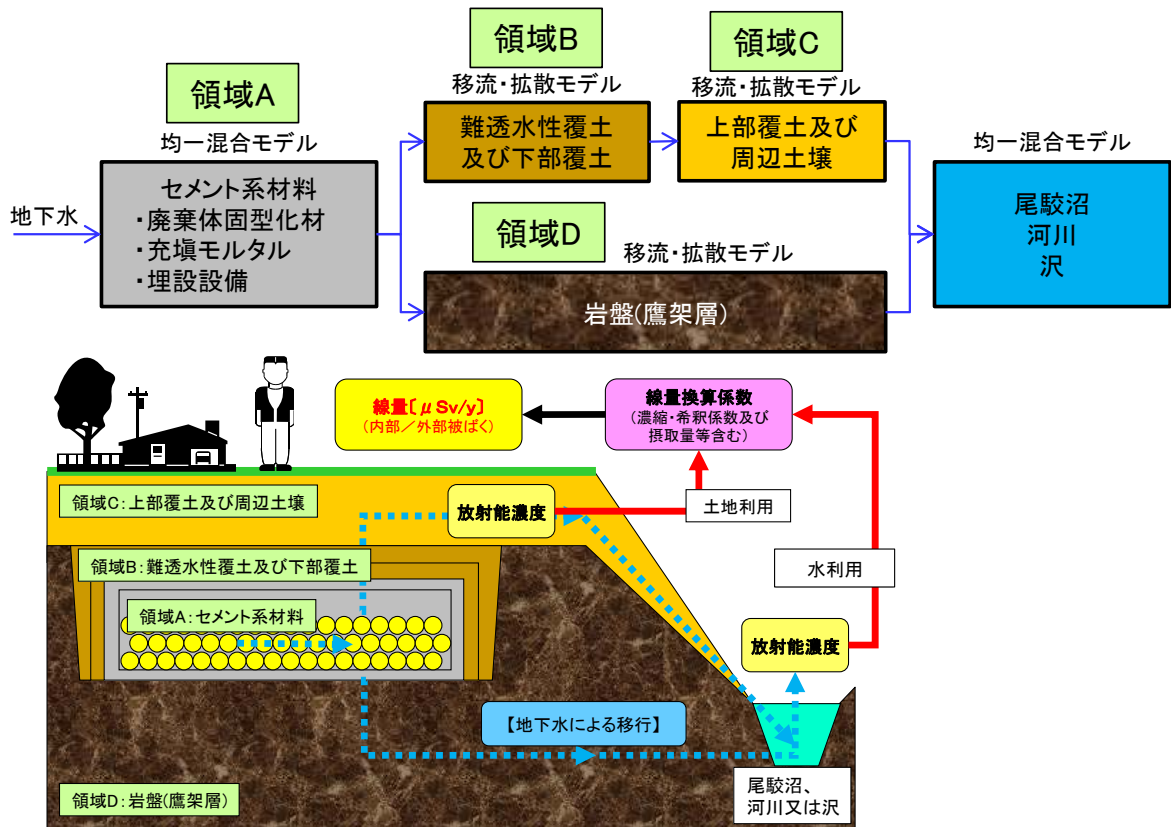 領域A
均一混合モデル
地下水
セメント系材料
・廃棄体固型化材
・充塡モルタル
・埋設設備
領域B
移流・拡散モデル
難透水性覆土
及び下部覆土
領域C
移流・拡散モデル
上部覆土及び
周辺土壌
領域D
移流・拡散モデル
岩盤(鷹架層)
均一混合モデル
尾駮沼
河川
沢
線量〔μSv/y〕
(内部／外部被ばく)
線量換算係数
(濃縮・希釈係数及び
摂取量等含む)
領域C:上部覆土及び周辺土壌
放射能濃度
土地利用
領域B:難透水性覆土及び下部覆土
水利用
領域A:セメント系材料
放射能濃度
【地下水による移行】
領域D:岩盤(鷹架層)
尾駮沼、
河川又は沢